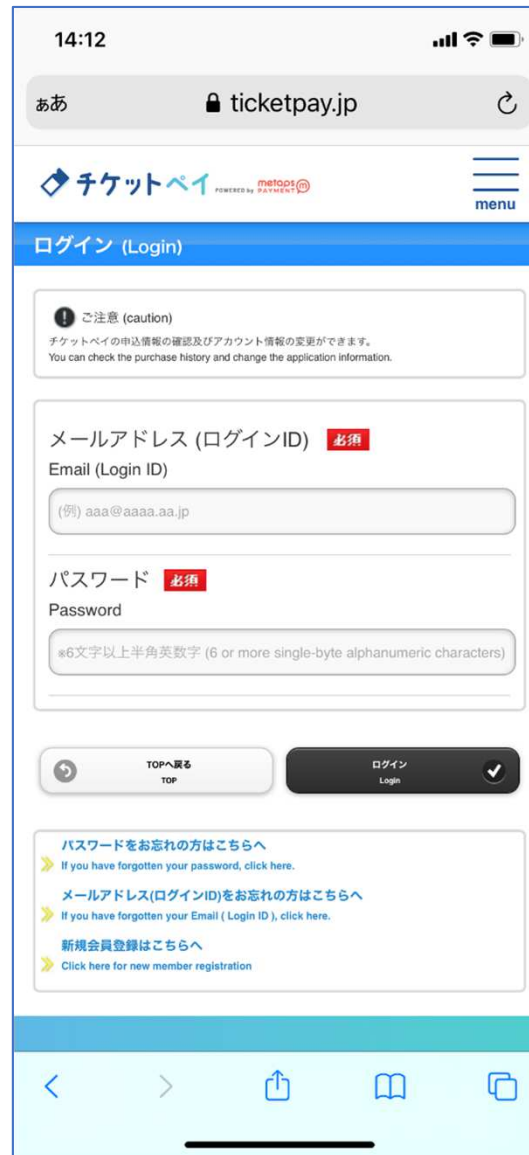 14:12
ぁあ ticketpay.jp
チケットペイ POWERED by metaps PAYMENT
menu
ログイン (Login)
ご注意 (caution)
チケットペイの申込情報の確認及びアカウント情報の変更ができます。
You can check the purchase history and change the application information.
メールアドレス (ログインID) 必須
Email (Login ID)
(例) aaa@aaaa.aa.jp
パスワード 必須
Password
※6文字以上半角英数字 (6 or more single-byte alphanumeric characters)
TOPへ戻る
TOP
ログイン
Login
パスワードをお忘れの方はこちらへ
If you have forgotten your password, click here.
メールアドレス(ログインID)をお忘れの方はこちらへ
If you have forgotten your Email ( Login ID ), click here.
新規会員登録はこちらへ
Click here for new member registration